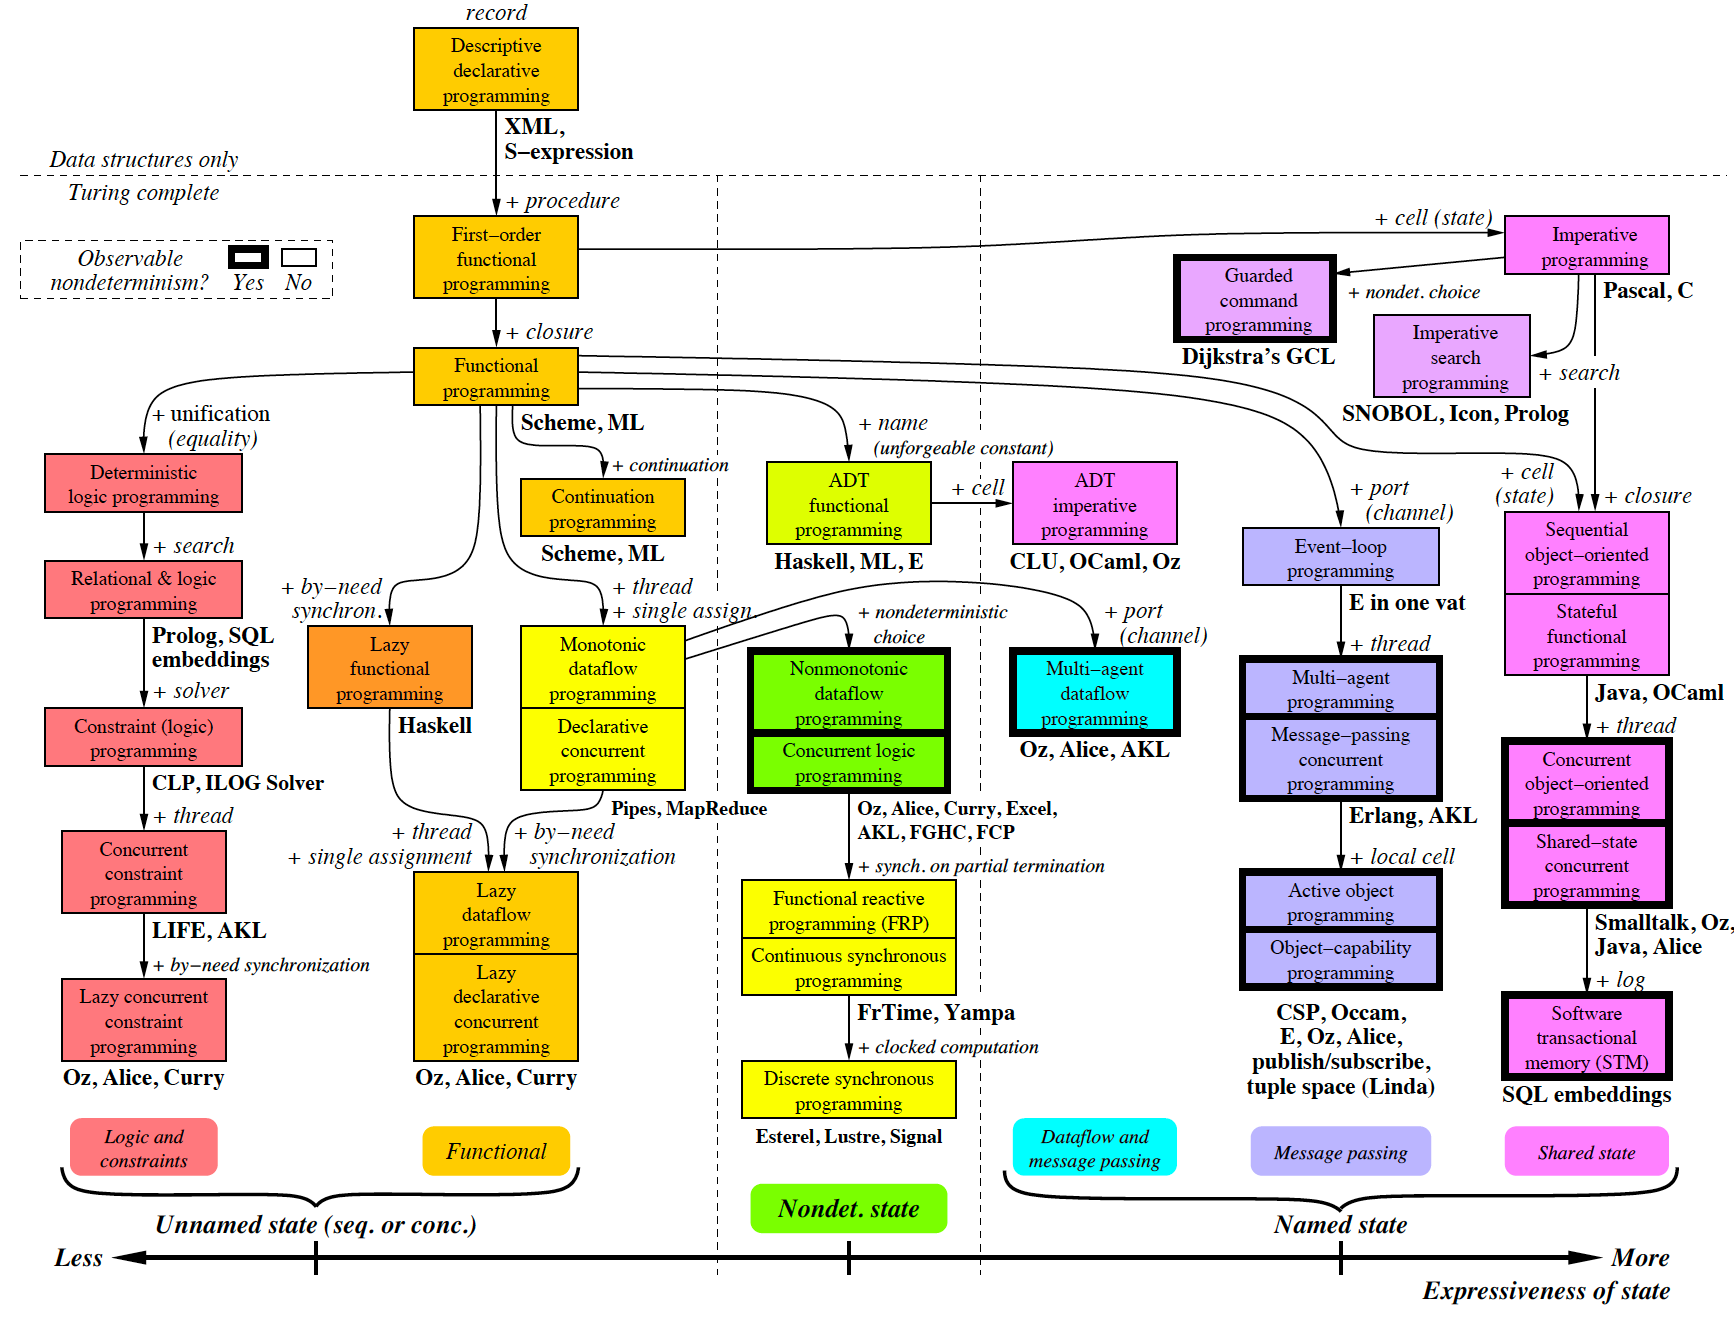 record
Descriptive
declarative
programming
XML,
S−expression
Data structures only
Turing complete
+ procedure
Observable
nondeterminism?
Yes
No
First−order
functional
programming
+ cell (state)
Imperative
programming
Pascal, C
Guarded
command
programming
+ nondet. choice
Dijkstra’s GCL
Imperative
search
programming
+ search
SNOBOL, Icon, Prolog
+ closure
Functional
programming
Scheme, ML
+ unification
(equality)
Deterministic
logic programming
+ search
Relational & logic
programming
Prolog, SQL
embeddings
+ solver
Constraint (logic)
programming
CLP, ILOG Solver
+ thread
Concurrent
constraint
programming
LIFE, AKL
+ by−need synchronization
Lazy concurrent
constraint
programming
Oz, Alice, Curry
+ continuation
Continuation
programming
Scheme, ML
+ by−need
synchron.
Lazy
functional
programming
Haskell
+ thread
+ single assign.
Monotonic
dataflow
programming
Declarative
concurrent
programming
Pipes, MapReduce
+ thread
+ single assignment
+ by−need
synchronization
Lazy
dataflow
programming
Lazy
declarative
concurrent
programming
Oz, Alice, Curry
+ name
(unforgeable constant)
ADT
functional
programming
Haskell, ML, E
+ cell
ADT
imperative
programming
CLU, OCaml, Oz
+ nondeterministic
choice
Nonmonotonic
dataflow
programming
Concurrent logic
programming
Oz, Alice, Curry, Excel,
AKL, FGHC, FCP
+ synch. on partial termination
Functional reactive
programming (FRP)
Continuous synchronous
programming
FrTime, Yampa
+ clocked computation
Discrete synchronous
programming
Esterel, Lustre, Signal
+ port
(channel)
Multi−agent
dataflow
programming
Oz, Alice, AKL
+ port
(channel)
Event−loop
programming
E in one vat
+ thread
Multi−agent
programming
Message−passing
concurrent
programming
Erlang, AKL
+ local cell
Active object
programming
Object−capability
programming
CSP, Occam,
E, Oz, Alice,
publish/subscribe,
tuple space (Linda)
+ cell
(state)
+ closure
Sequential
object−oriented
programming
Stateful
functional
programming
Java, OCaml
+ thread
Concurrent
object−oriented
programming
Shared−state
concurrent
programming
Smalltalk, Oz,
Java, Alice
+ log
Software
transactional
memory (STM)
SQL embeddings
Logic and
constraints
Functional
Unnamed state (seq. or conc.)
Nondet. state
Dataflow and
message passing
Message passing
Shared state
Named state
Less
More
Expressiveness of state